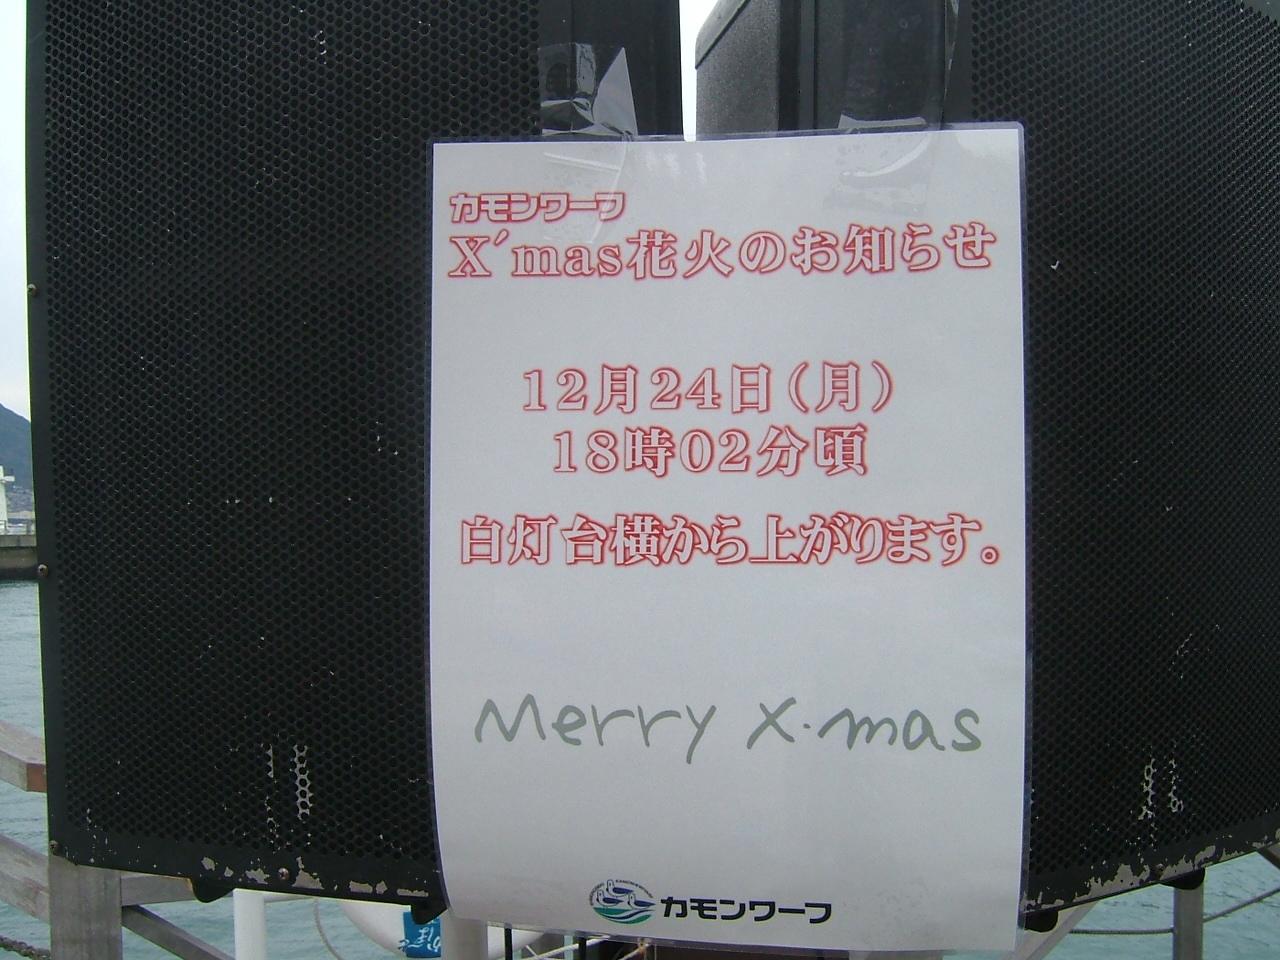 カモンワーフ
X´mas花火のお知らせ
12月24日(月)
18時02分頃
白灯台横から上がります。
Merry X・mas
カモンワーフ